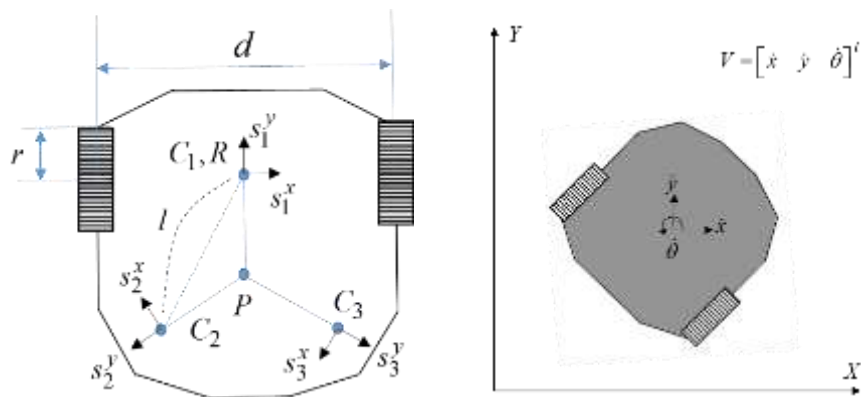 d
r
C₁, R
s₁ʸ
s₁ˣ
l
s₂ˣ
P
C₂
C₃
s₂ʸ
s₃ˣ
s₃ʸ
Y
V = [ẋ ẏ θ̇]ᵗ
ẏ
ẋ
θ̇
X